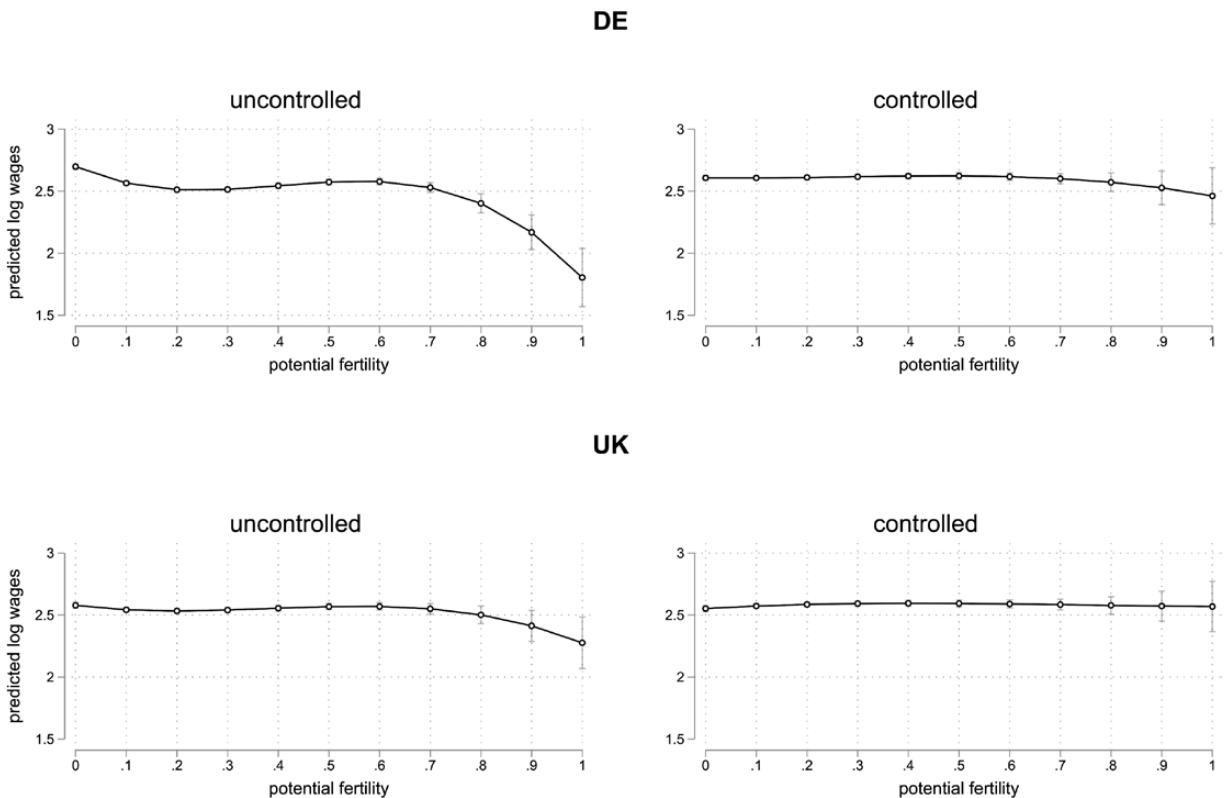 DE
uncontrolled
controlled
predicted log wages
3
2.5
2
1.5
0 .1 .2 .3 .4 .5 .6 .7 .8 .9 1
potential fertility
3
2.5
2
1.5
0 .1 .2 .3 .4 .5 .6 .7 .8 .9 1
potential fertility
UK
uncontrolled
controlled
predicted log wages
3
2.5
2
1.5
0 .1 .2 .3 .4 .5 .6 .7 .8 .9 1
potential fertility
3
2.5
2
1.5
0 .1 .2 .3 .4 .5 .6 .7 .8 .9 1
potential fertility